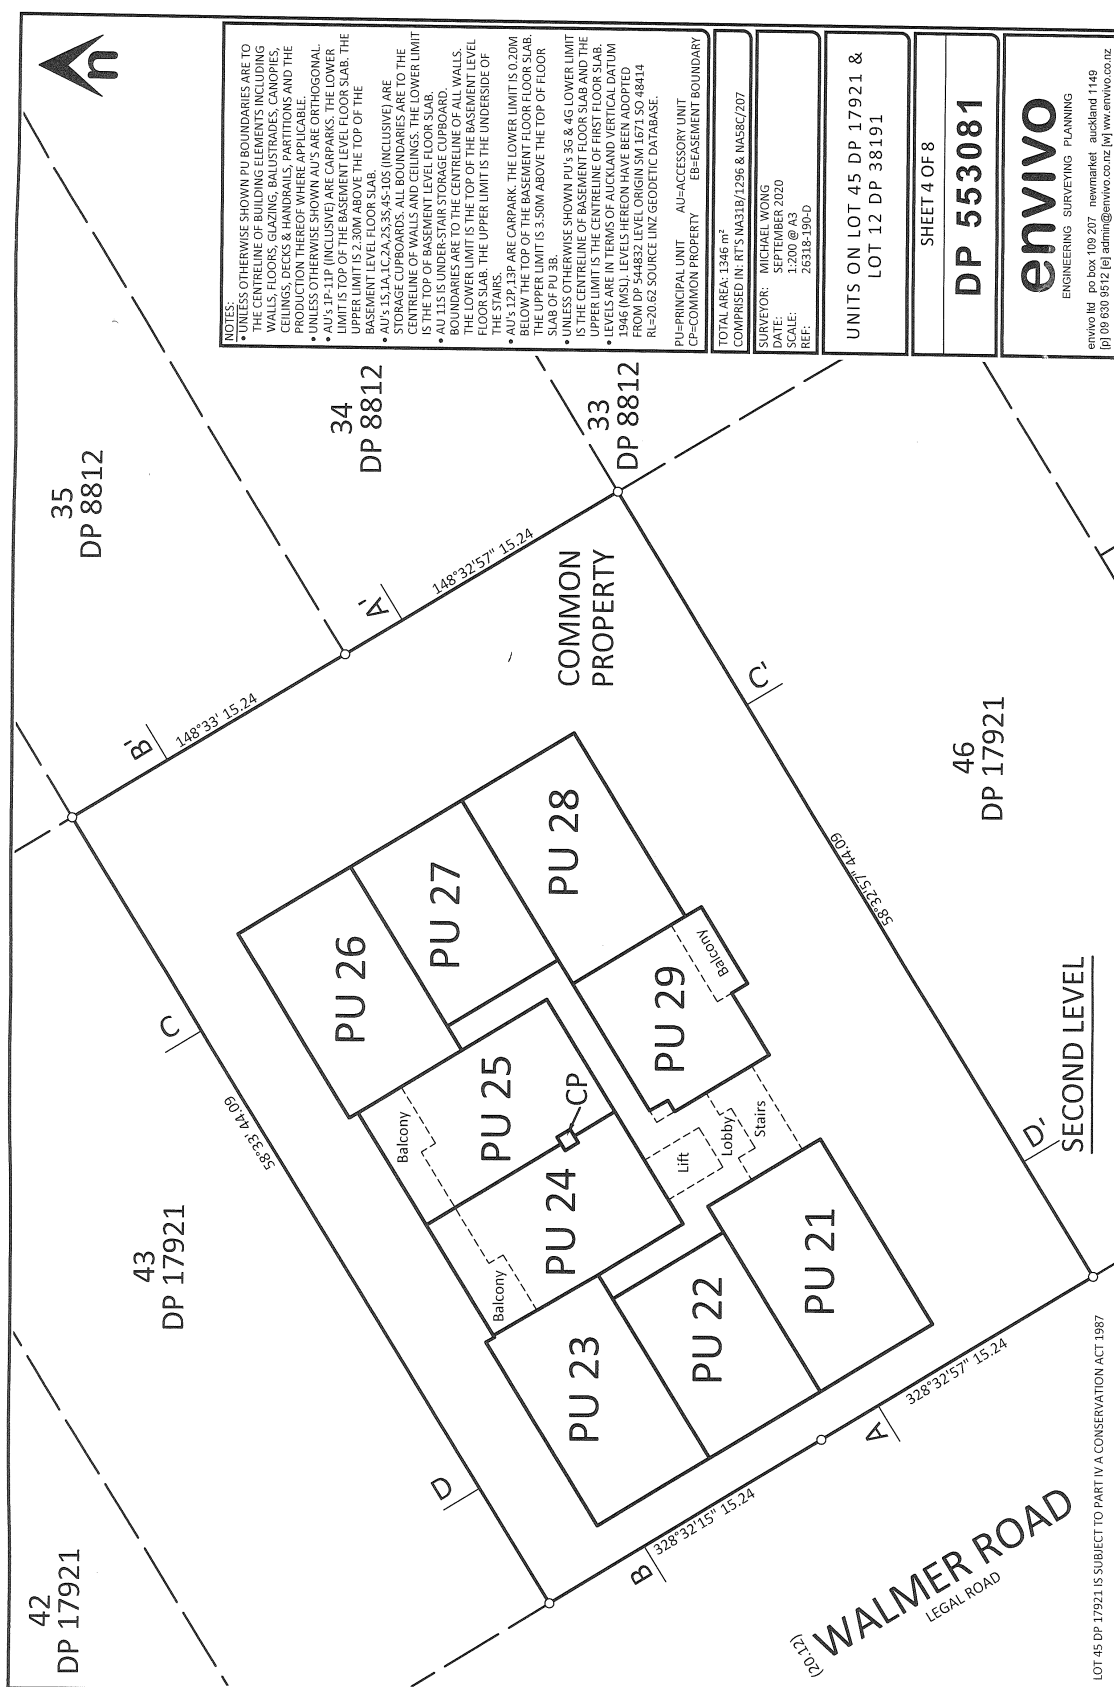 n
NOTES:
• UNLESS OTHERWISE SHOWN PU BOUNDARIES ARE TO
THE CENTRELINE OF BUILDING ELEMENTS INCLUDING
WALLS, FLOORS, GLAZING, BALUSTRADES, CANOPIES,
CEILINGS, DECKS & HANDRAILS, PARTITIONS AND THE
PRODUCTION THEREOF WHERE APPLICABLE.
• UNLESS OTHERWISE SHOWN AU'S ARE ORTHOGONAL.
• AU's 1P-11P (INCLUSIVE) ARE CARPARKS. THE LOWER
LIMIT IS TOP OF THE BASEMENT LEVEL FLOOR SLAB. THE
UPPER LIMIT IS 2.30M ABOVE THE TOP OF THE
BASEMENT LEVEL FLOOR SLAB.
• AU's 1S,1A,1C,2A,2S,3S,4S-10S (INCLUSIVE) ARE
STORAGE CUPBOARDS. ALL BOUNDARIES ARE TO THE
CENTRELINE OF WALLS AND CEILINGS. THE LOWER LIMIT
IS THE TOP OF BASEMENT LEVEL FLOOR SLAB.
• AU 11S IS UNDER-STAIR STORAGE CUPBOARD.
BOUNDARIES ARE TO THE CENTRELINE OF ALL WALLS.
THE LOWER LIMIT IS THE TOP OF THE BASEMENT LEVEL
FLOOR SLAB. THE UPPER LIMIT IS THE UNDERSIDE OF
THE STAIRS.
• AU's 12P,13P ARE CARPARK. THE LOWER LIMIT IS 0.20M
BELOW THE TOP OF THE BASEMENT FLOOR FLOOR SLAB.
THE UPPER LIMIT IS 3.50M ABOVE THE TOP OF FLOOR
SLAB OF PU 3B.
• UNLESS OTHERWISE SHOWN PU's 3G & 4G LOWER LIMIT
IS THE CENTRELINE OF BASEMENT FLOOR SLAB AND THE
UPPER LIMIT IS THE CENTRELINE OF FIRST FLOOR SLAB.
• LEVELS ARE IN TERMS OF AUCKLAND VERTICAL DATUM
1946 (MSL). LEVELS HEREON HAVE BEEN ADOPTED
FROM DP 544832 LEVEL ORIGIN SM 1671 SO 48414
RL=20.62 SOURCE LINZ GEODETIC DATABASE.
PU=PRINCIPAL UNIT AU=ACCESSORY UNIT
CP=COMMON PROPERTY EB=EASEMENT BOUNDARY
TOTAL AREA: 1346 m²
COMPRISED IN: RT'S NA31B/1296 & NA58C/207
SURVEYOR: MICHAEL WONG
DATE: SEPTEMBER 2020
SCALE: 1:200 @ A3
REF: 26318-190-D
UNITS ON LOT 45 DP 17921 &
LOT 12 DP 38191
SHEET 4 OF 8
DP 553081
envivo
ENGINEERING SURVEYING PLANNING
envivo ltd po box 109 207 newmarket auckland 1149
[p] 09 630 9512 [e] admin@envivo.co.nz [w] ww.envivo.co.nz
42
DP 17921
43
DP 17921
35
DP 8812
34
DP 8812
33
DP 8812
46
DP 17921
B'
148°33' 15.24
A'
148°32'57" 15.24
C
58°33' 44.09
D
COMMON
PROPERTY
C'
58°32'57" 44.09
D'
PU 26
PU 27
PU 28
PU 25
PU 29
PU 24
PU 23
PU 22
PU 21
Balcony
Balcony
Balcony
CP
Lift
Lobby
Stairs
B
328°32'15" 15.24
A
328°32'57" 15.24
(20.12)
WALMER ROAD
LEGAL ROAD
SECOND LEVEL
LOT 45 DP 17921 IS SUBJECT TO PART IV A CONSERVATION ACT 1987